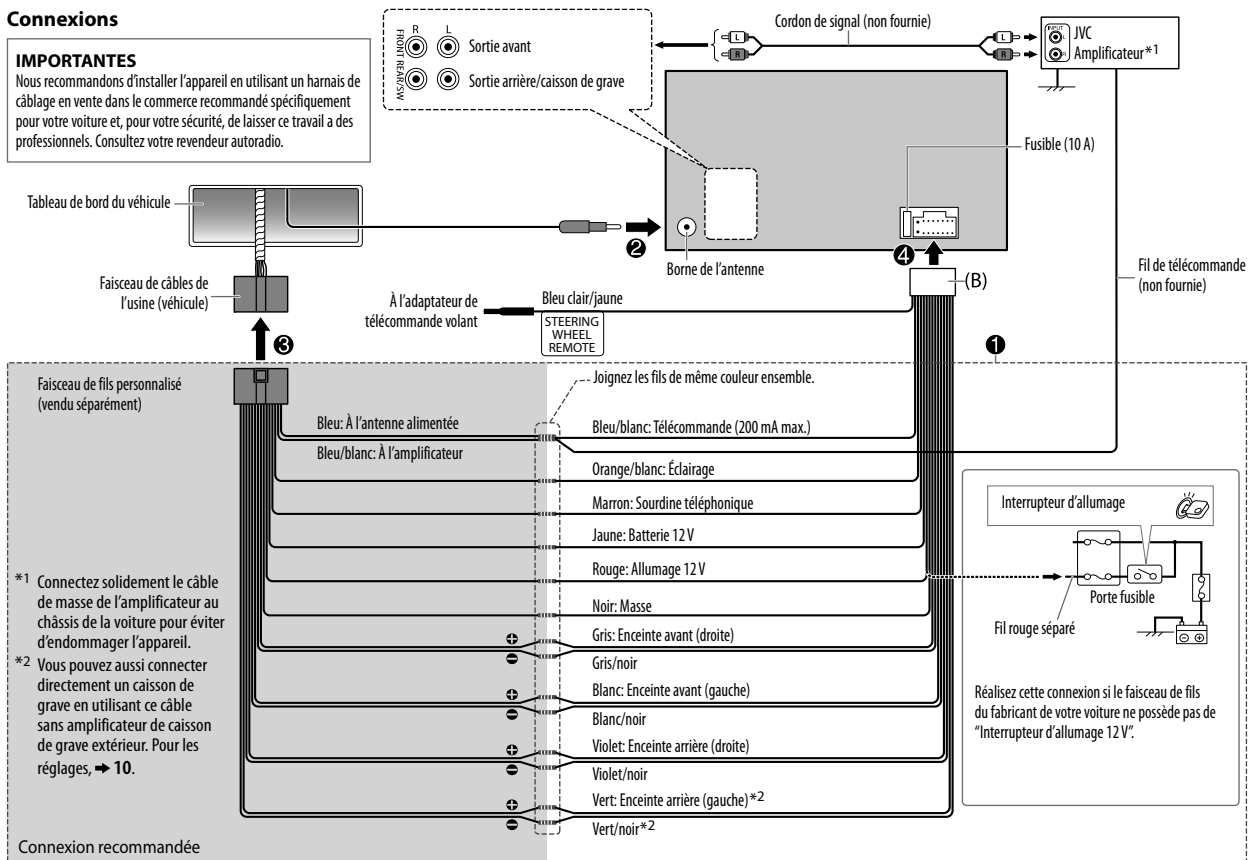 Connexions
IMPORTANTES
Nous recommandons d'installer l'appareil en utilisant un harnais de
câblage en vente dans le commerce recommandé spécifiquement
pour votre voiture et, pour votre sécurité, de laisser ce travail a des
professionnels. Consultez votre revendeur autoradio.
R L
FRONT
REAR/SW
Sortie avant
Sortie arrière/caisson de grave
Cordon de signal (non fournie)
L
R
L
R
INPUT
L
R
JVC
Amplificateur*1
Fusible (10 A)
Tableau de bord du véhicule
2
Borne de l'antenne
4
(B)
Fil de télécommande
(non fournie)
Faisceau de câbles de
l'usine (véhicule)
À l'adaptateur de
télécommande volant
Bleu clair/jaune
STEERING
WHEEL
REMOTE
3
1
Faisceau de fils personnalisé
(vendu séparément)
Joignez les fils de même couleur ensemble.
Bleu: À l'antenne alimentée
Bleu/blanc: Télécommande (200 mA max.)
Bleu/blanc: À l'amplificateur
Orange/blanc: Éclairage
Marron: Sourdine téléphonique
Jaune: Batterie 12 V
Rouge: Allumage 12 V
Noir: Masse
Gris: Enceinte avant (droite)
Gris/noir
Blanc: Enceinte avant (gauche)
Blanc/noir
Violet: Enceinte arrière (droite)
Violet/noir
Vert: Enceinte arrière (gauche)*2
Vert/noir*2
Interrupteur d'allumage
Porte fusible
Fil rouge séparé
Réalisez cette connexion si le faisceau de fils
du fabricant de votre voiture ne possède pas de
"Interrupteur d'allumage 12 V".
*1 Connectez solidement le câble
de masse de l'amplificateur au
châssis de la voiture pour éviter
d'endommager l'appareil.
*2 Vous pouvez aussi connecter
directement un caisson de
grave en utilisant ce câble
sans amplificateur de caisson
de grave extérieur. Pour les
réglages, ➜ 10.
Connexion recommandée